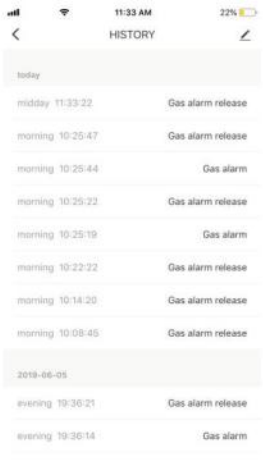 11:33 AM
22%
HISTORY
today
midday 11:33:22 Gas alarm release
morning 10:25:47 Gas alarm release
morning 10:25:44 Gas alarm
morning 10:25:22 Gas alarm release
morning 10:25:19 Gas alarm
morning 10:22:22 Gas alarm release
morning 10:14:20 Gas alarm release
morning 10:08:45 Gas alarm release
2019-06-05
evening 19:36:21 Gas alarm release
evening 19:36:14 Gas alarm